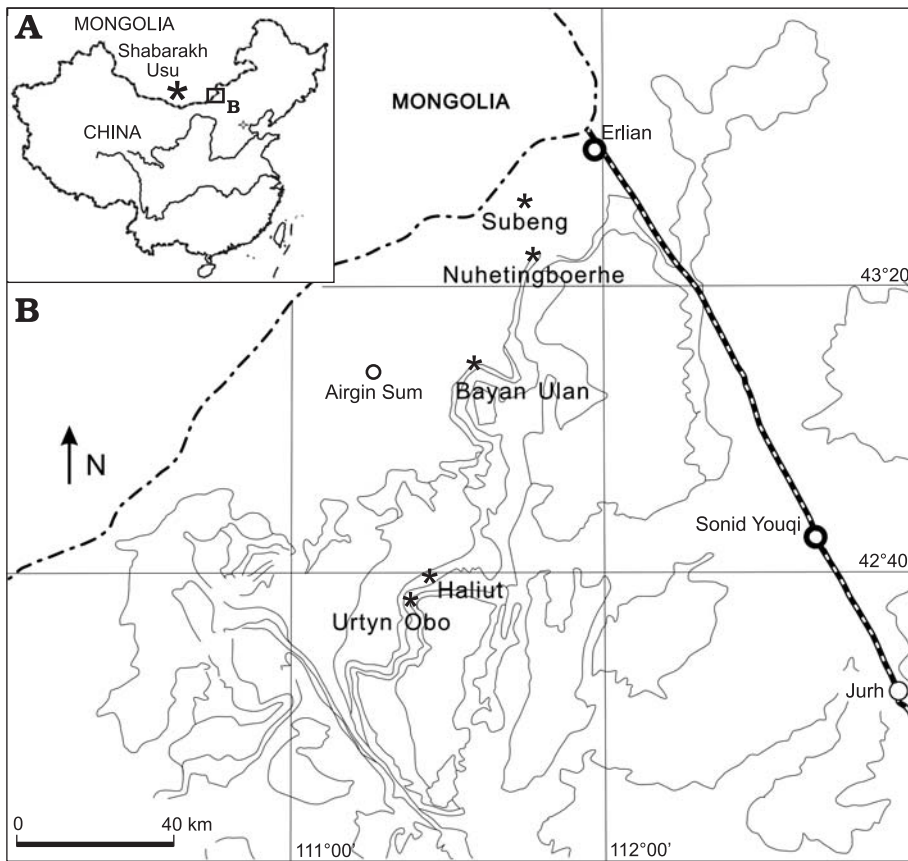 A
MONGOLIA
Shabarakh
Usu
B
CHINA
MONGOLIA
Erlian
Subeng
Nuhetingboerhe
43°20
B
Airgin Sum
Bayan Ulan
N
Sonid Youqi
42°40
Haliut
Urtyn Obo
Jurh
0
40 km
111°00'
112°00'